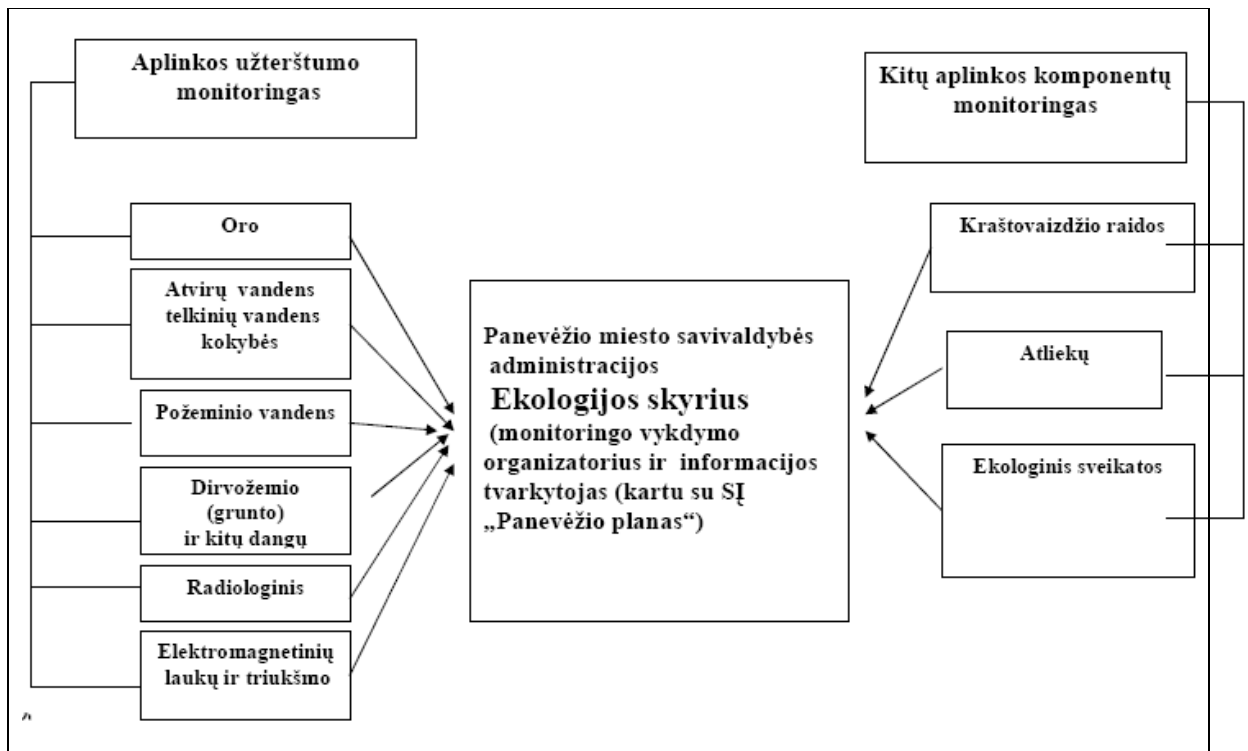 Aplinkos užterštumo
monitoringas
Kitų aplinkos komponentų
monitoringas
Oro
Atvirų vandens
telkinių vandens
kokybės
Požeminio vandens
Dirvožemio
(grunto)
ir kitų dangų
Radiologinis
Elektromagnetinių
laukų ir triukšmo
Panevėžio miesto savivaldybės
administracijos
Ekologijos skyrius
(monitoringo vykdymo
organizatorius ir informacijos
tvarkytojas (kartu su SĮ
„Panevėžio planas“)
Kraštovaizdžio raidos
Atliekų
Ekologinis sveikatos